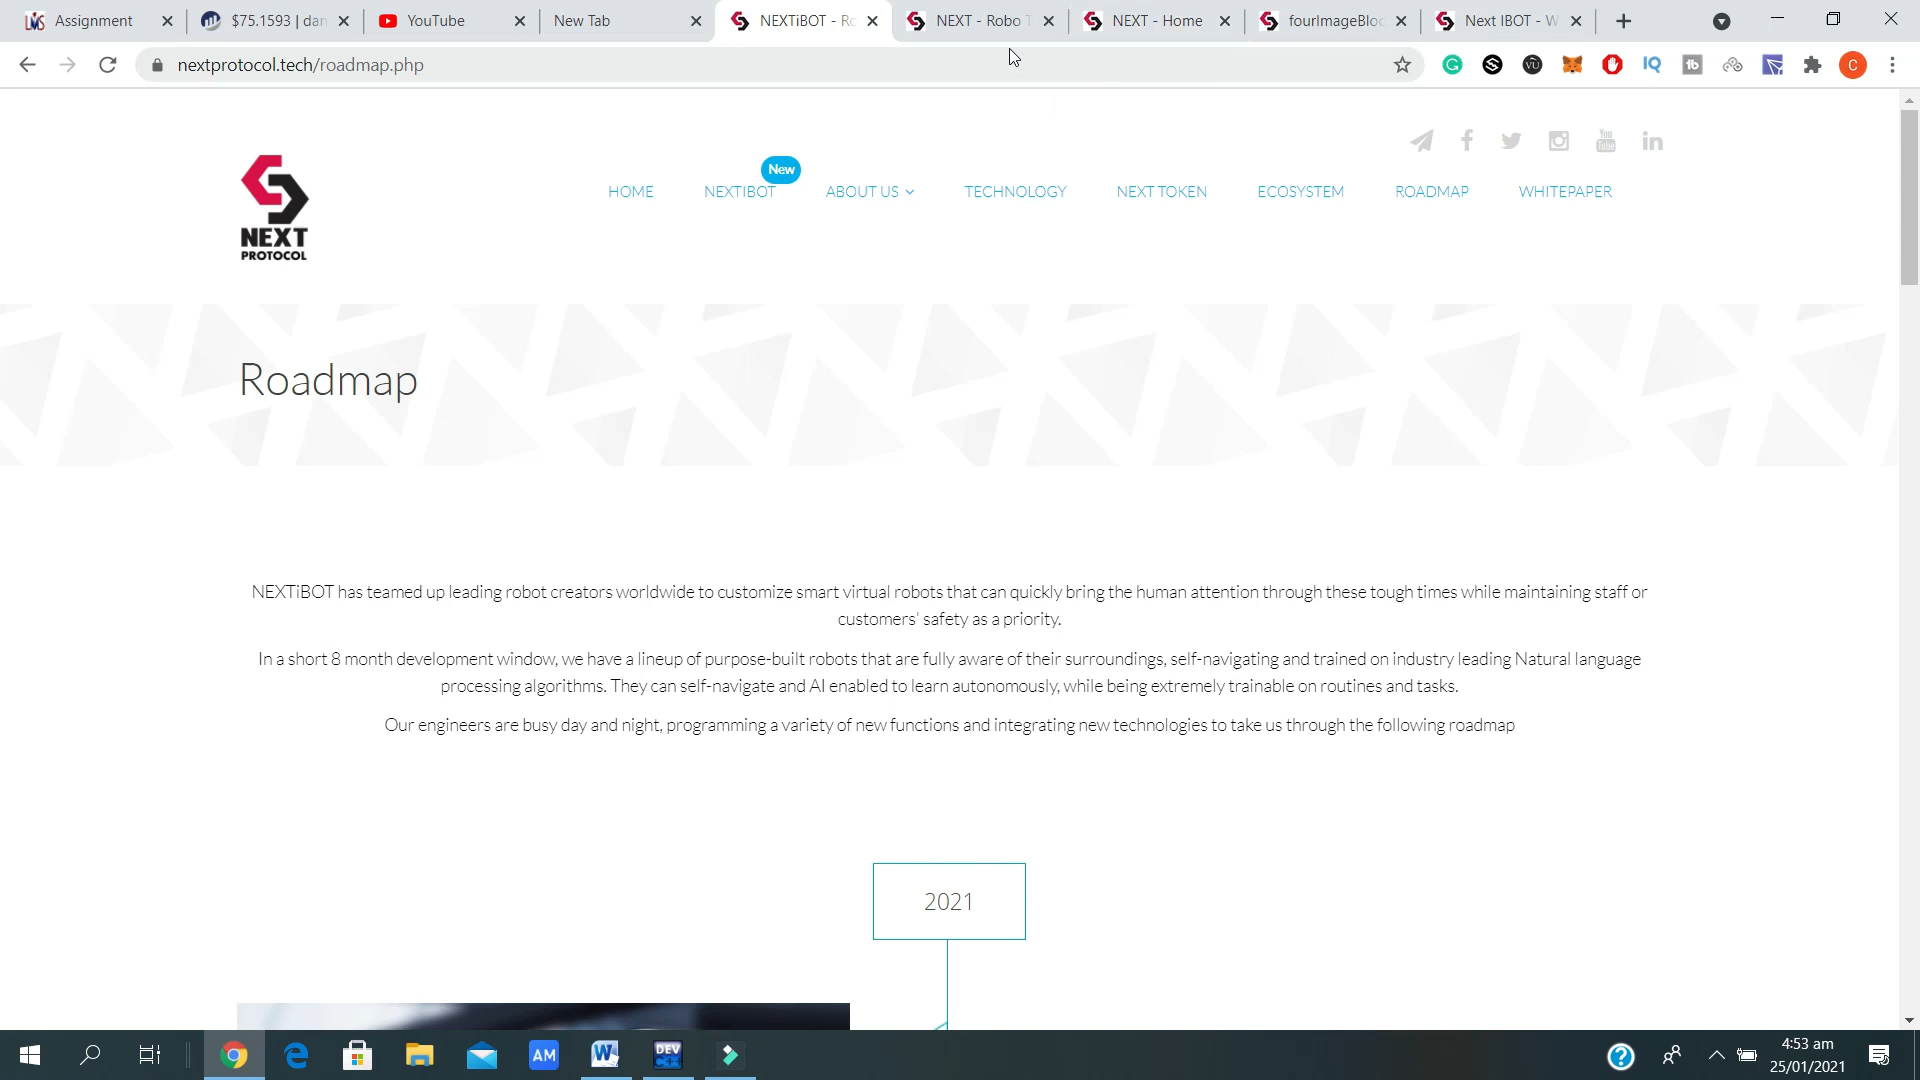 Assignment
$75.1593 | dan
YouTube
New Tab
NEXTiBOT - Ro
NEXT - Robo T
NEXT - Home
fourImageBloc
Next IBOT - W
nextprotocol.tech/roadmap.php
New
HOME
NEXTIBOT
ABOUT US
TECHNOLOGY
NEXT TOKEN
ECOSYSTEM
ROADMAP
WHITEPAPER
NEXT
PROTOCOL
Roadmap
NEXTiBOT has teamed up leading robot creators worldwide to customize smart virtual robots that can quickly bring the human attention through these tough times while maintaining staff or
customers' safety as a priority.
In a short 8 month development window, we have a lineup of purpose-built robots that are fully aware of their surroundings, self-navigating and trained on industry leading Natural language
processing algorithms. They can self-navigate and AI enabled to learn autonomously, while being extremely trainable on routines and tasks.
Our engineers are busy day and night, programming a variety of new functions and integrating new technologies to take us through the following roadmap
2021
AM
DEV
4:53 am
25/01/2021